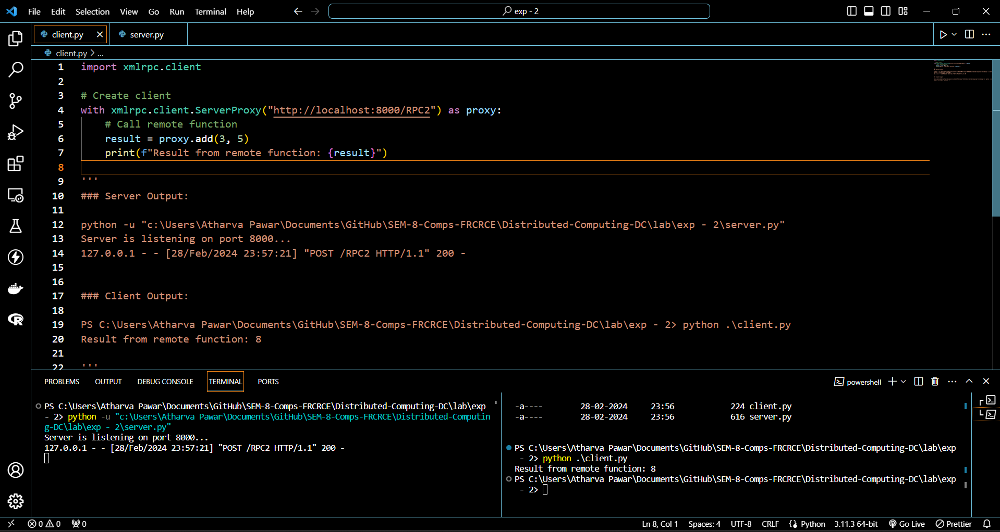 File Edit Selection View Go Run Terminal Help
exp - 2
client.py
server.py
client.py > ...
1 import xmlrpc.client
2
3 # Create client
4 with xmlrpc.client.ServerProxy("http://localhost:8000/RPC2") as proxy:
5 # Call remote function
6 result = proxy.add(3, 5)
7 print(f"Result from remote function: {result}")
8
9 '''
10 ### Server Output:
11
12 python -u "c:\Users\Atharva Pawar\Documents\GitHub\SEM-8-Comps-FRCRCE\Distributed-Computing-DC\lab\exp - 2\server.py"
13 Server is listening on port 8000...
14 127.0.0.1 - - [28/Feb/2024 23:57:21] "POST /RPC2 HTTP/1.1" 200 -
15
16
17 ### Client Output:
18
19 PS C:\Users\Atharva Pawar\Documents\GitHub\SEM-8-Comps-FRCRCE\Distributed-Computing-DC\lab\exp - 2> python .\client.py
20 Result from remote function: 8
21
22 '''
PROBLEMS OUTPUT DEBUG CONSOLE TERMINAL PORTS
powershell
PS C:\Users\Atharva Pawar\Documents\GitHub\SEM-8-Comps-FRCRCE\Distributed-Computing-DC\lab\exp
- 2> python -u "c:\Users\Atharva Pawar\Documents\GitHub\SEM-8-Comps-FRCRCE\Distributed-Computin
g-DC\lab\exp - 2\server.py"
Server is listening on port 8000...
127.0.0.1 - - [28/Feb/2024 23:57:21] "POST /RPC2 HTTP/1.1" 200 -
-a---- 28-02-2024 23:56 224 client.py
-a---- 28-02-2024 23:56 616 server.py
PS C:\Users\Atharva Pawar\Documents\GitHub\SEM-8-Comps-FRCRCE\Distributed-Computing-DC\lab\exp
- 2> python .\client.py
Result from remote function: 8
PS C:\Users\Atharva Pawar\Documents\GitHub\SEM-8-Comps-FRCRCE\Distributed-Computing-DC\lab\exp
- 2>
0 0 0
Ln 8, Col 1 Spaces: 4 UTF-8 CRLF Python 3.11.3 64-bit Go Live Prettier